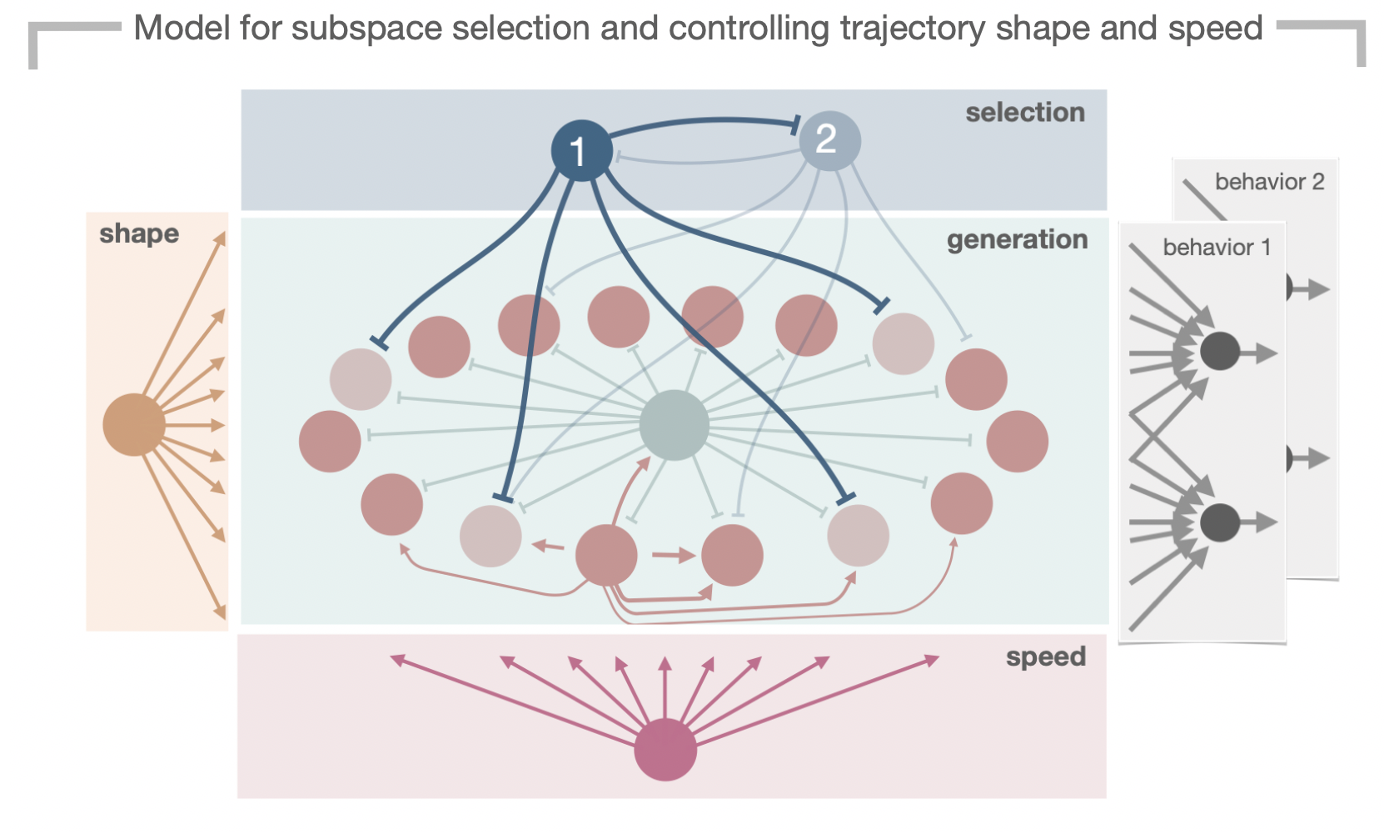 Model for subspace selection and controlling trajectory shape and speed
selection
1
2
shape
generation
behavior 2
behavior 1
speed